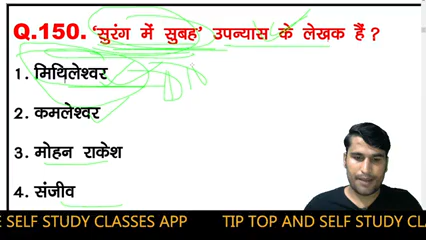 Q.150. 'सुरंग में सुबह' उपन्यास के लेखक हैं ?
1. मिथिलेश्वर
2. कमलेश्वर
3. मोहन राकेश
4. संजीव
E SELF STUDY CLASSES APP TIP TOP AND SELF STUDY CLA